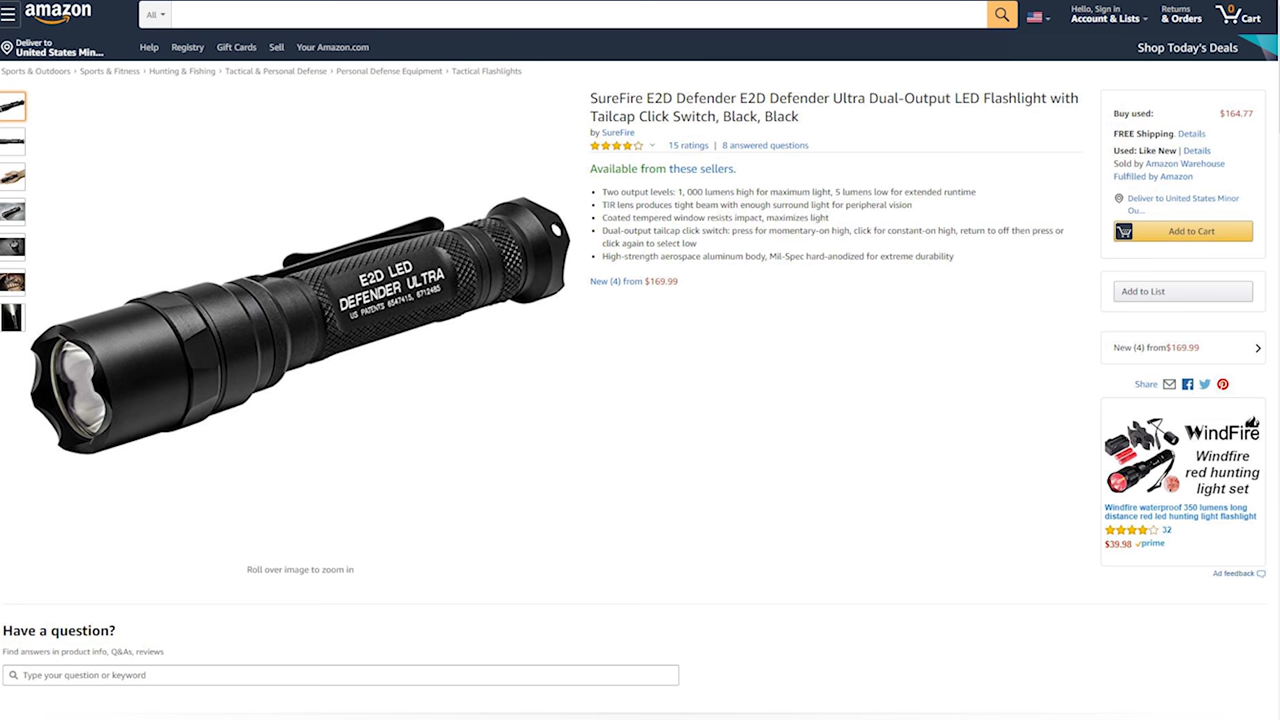 amazon
All
Hello, Sign in
Account & Lists
Returns
& Orders
0
Cart
Deliver to
United States Min...
Help
Registry
Gift Cards
Sell
Your Amazon.com
Shop Today's Deals
Sports & Outdoors › Sports & Fitness › Hunting & Fishing › Tactical & Personal Defense › Personal Defense Equipment › Tactical Flashlights
SureFire E2D Defender E2D Defender Ultra Dual-Output LED Flashlight with
Tailcap Click Switch, Black, Black
by SureFire
15 ratings | 8 answered questions
Available from these sellers.
• Two output levels: 1, 000 lumens high for maximum light, 5 lumens low for extended runtime
• TIR lens produces tight beam with enough surround light for peripheral vision
• Coated tempered window resists impact, maximizes light
• Dual-output tailcap click switch: press for momentary-on high, click for constant-on high, return to off then press or
click again to select low
• High-strength aerospace aluminum body, Mil-Spec hard-anodized for extreme durability
New (4) from $169.99
E2D LED
DEFENDER ULTRA
US PATENTS 6547415, 6712485
Roll over image to zoom in
Buy used: $164.77
FREE Shipping. Details
Used: Like New | Details
Sold by Amazon Warehouse
Fulfilled by Amazon
Deliver to United States Minor
Ou...
Add to Cart
Add to List
New (4) from $169.99
Share
WindFire
Windfire
red hunting
light set
Windfire waterproof 350 lumens long
distance red led hunting light flashlight
32
$39.98 prime
Ad feedback
Have a question?
Find answers in product info, Q&As, reviews
Type your question or keyword